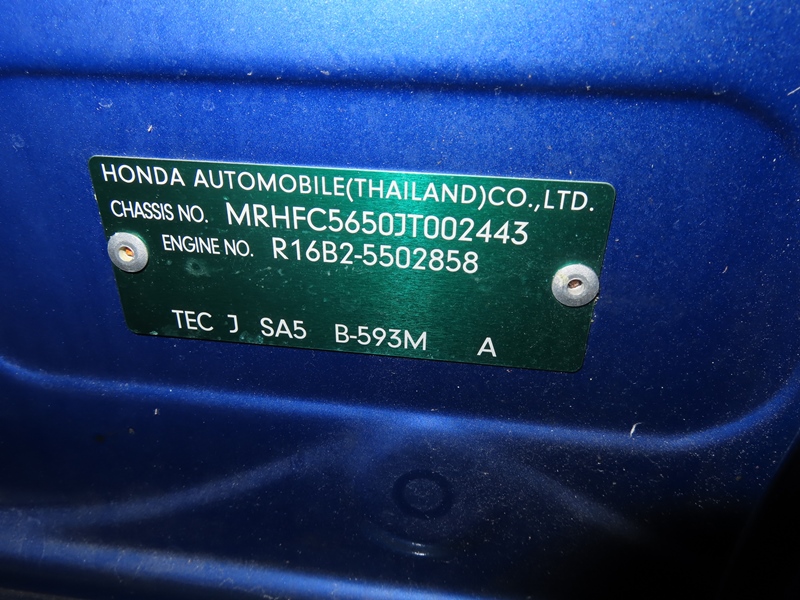 HONDA AUTOMOBILE(THAILAND)CO.,LTD.
CHASSIS NO. MRHFC5650JT002443
ENGINE NO. R16B2-5502858
TEC J SA5 B-593M A